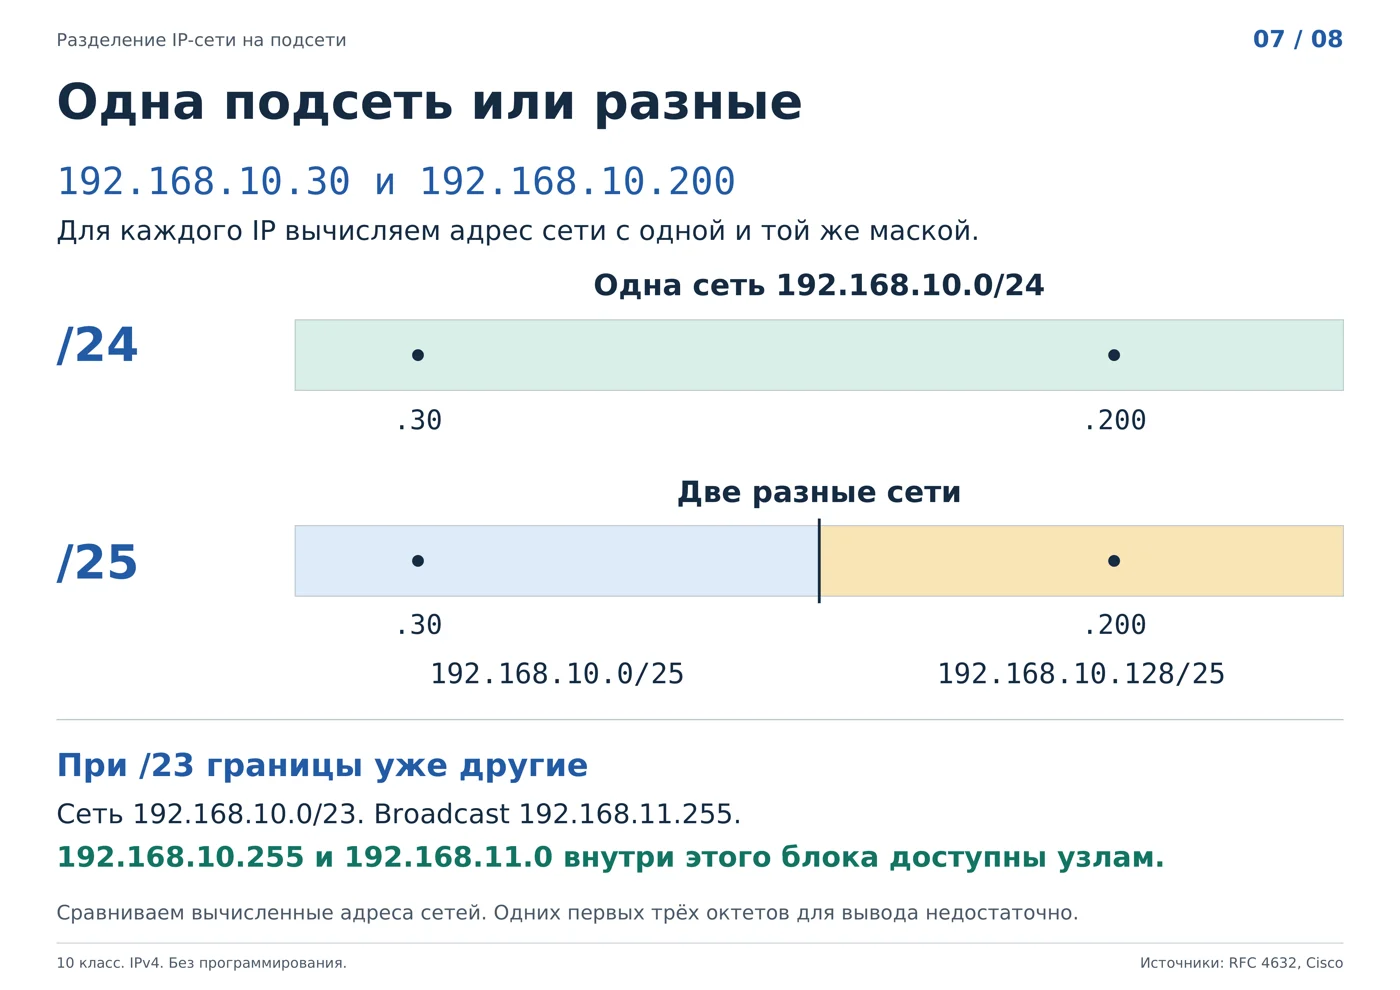 Разделение IP-сети на подсети
07 / 08
Одна подсеть или разные
192.168.10.30 и 192.168.10.200
Для каждого IP вычисляем адрес сети с одной и той же маской.
Одна сеть 192.168.10.0/24
/24
.30
.200
Две разные сети
/25
.30
.200
192.168.10.0/25
192.168.10.128/25
При /23 границы уже другие
Сеть 192.168.10.0/23. Broadcast 192.168.11.255.
192.168.10.255 и 192.168.11.0 внутри этого блока доступны узлам.
Сравниваем вычисленные адреса сетей. Одних первых трёх октетов для вывода недостаточно.
10 класс. IPv4. Без программирования.
Источники: RFC 4632, Cisco